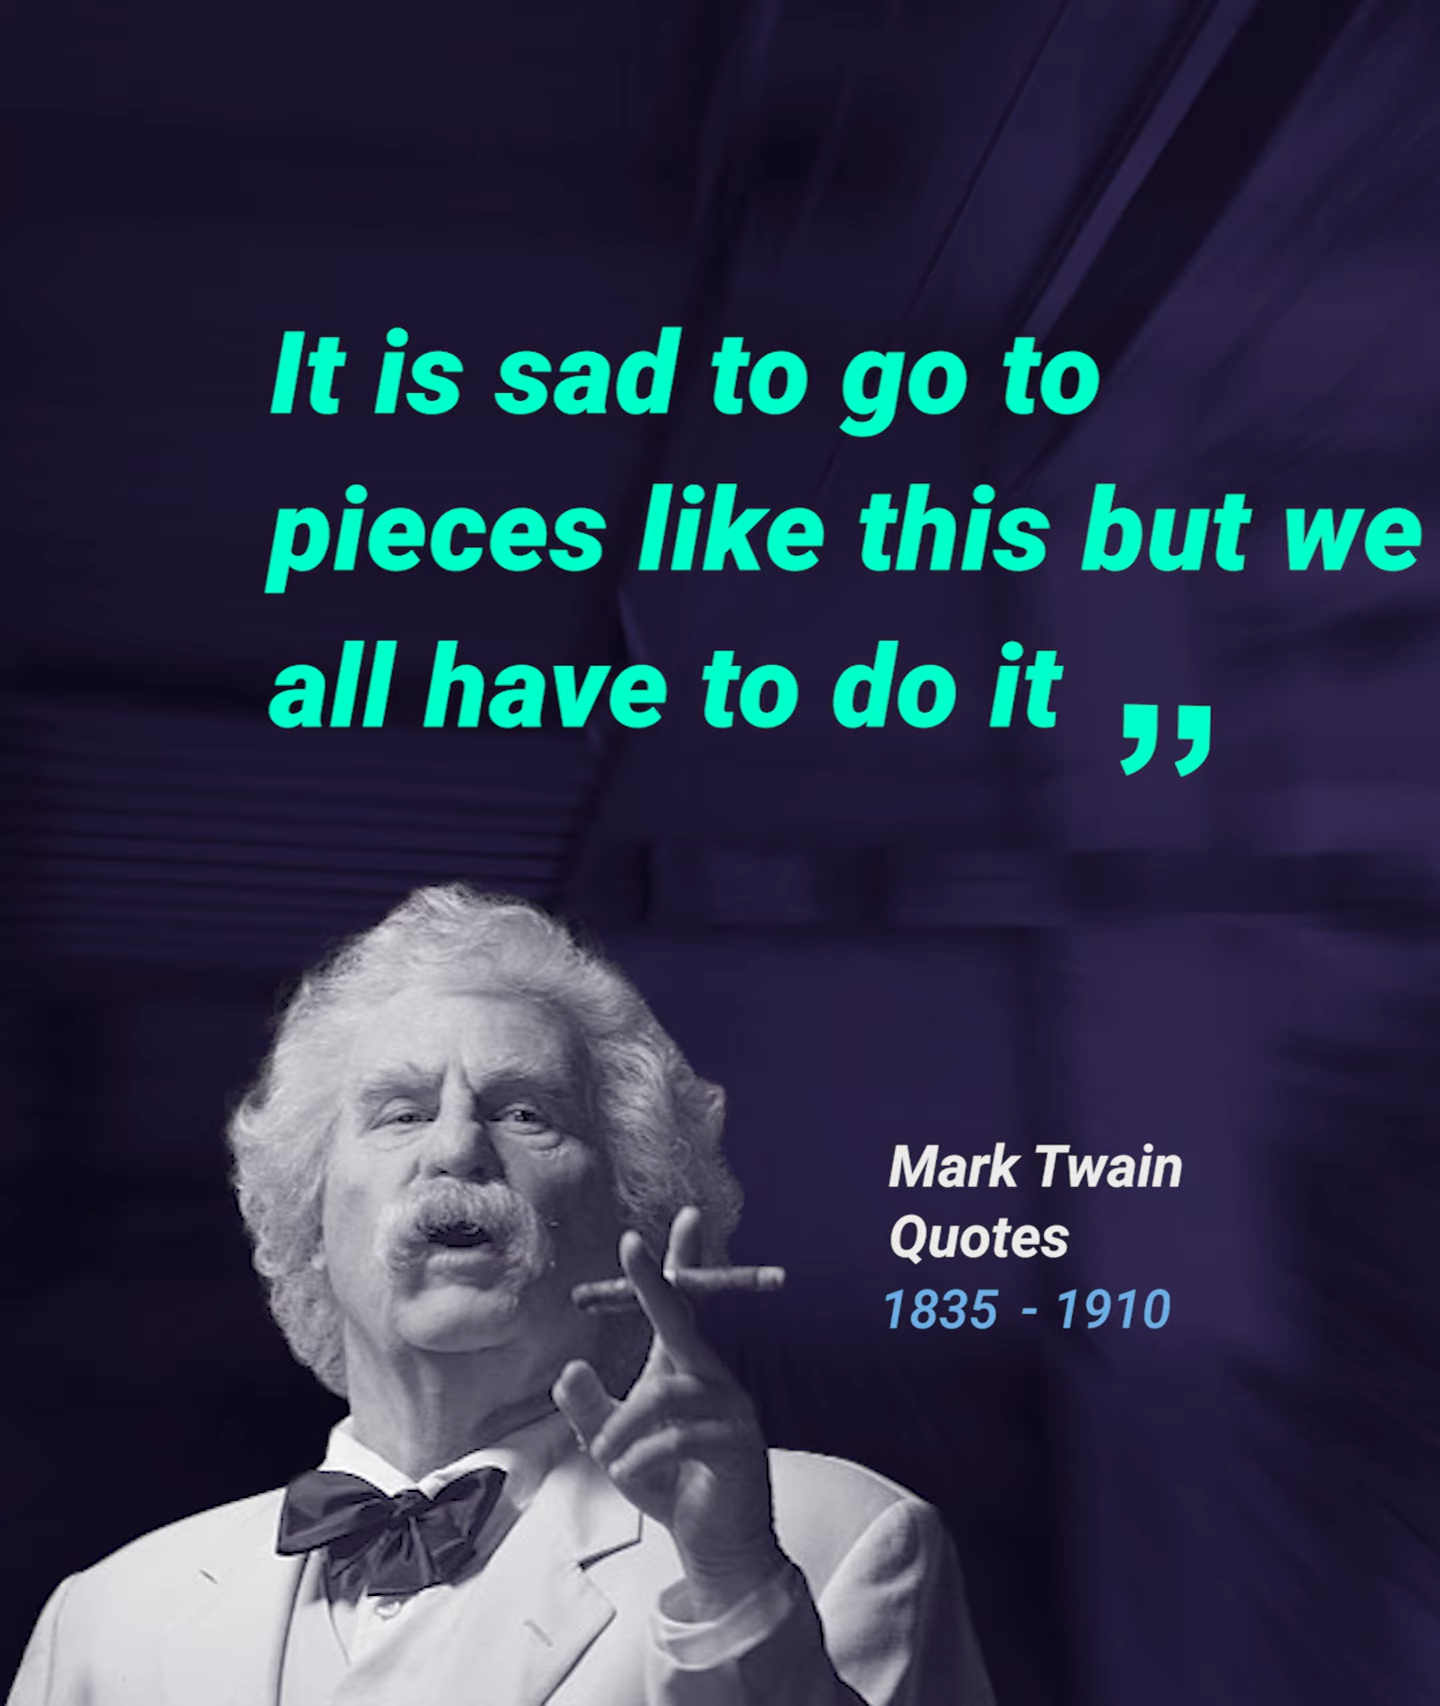 It is sad to go to
pieces like this but we
all have to do it ”
Mark Twain
Quotes
1835 - 1910